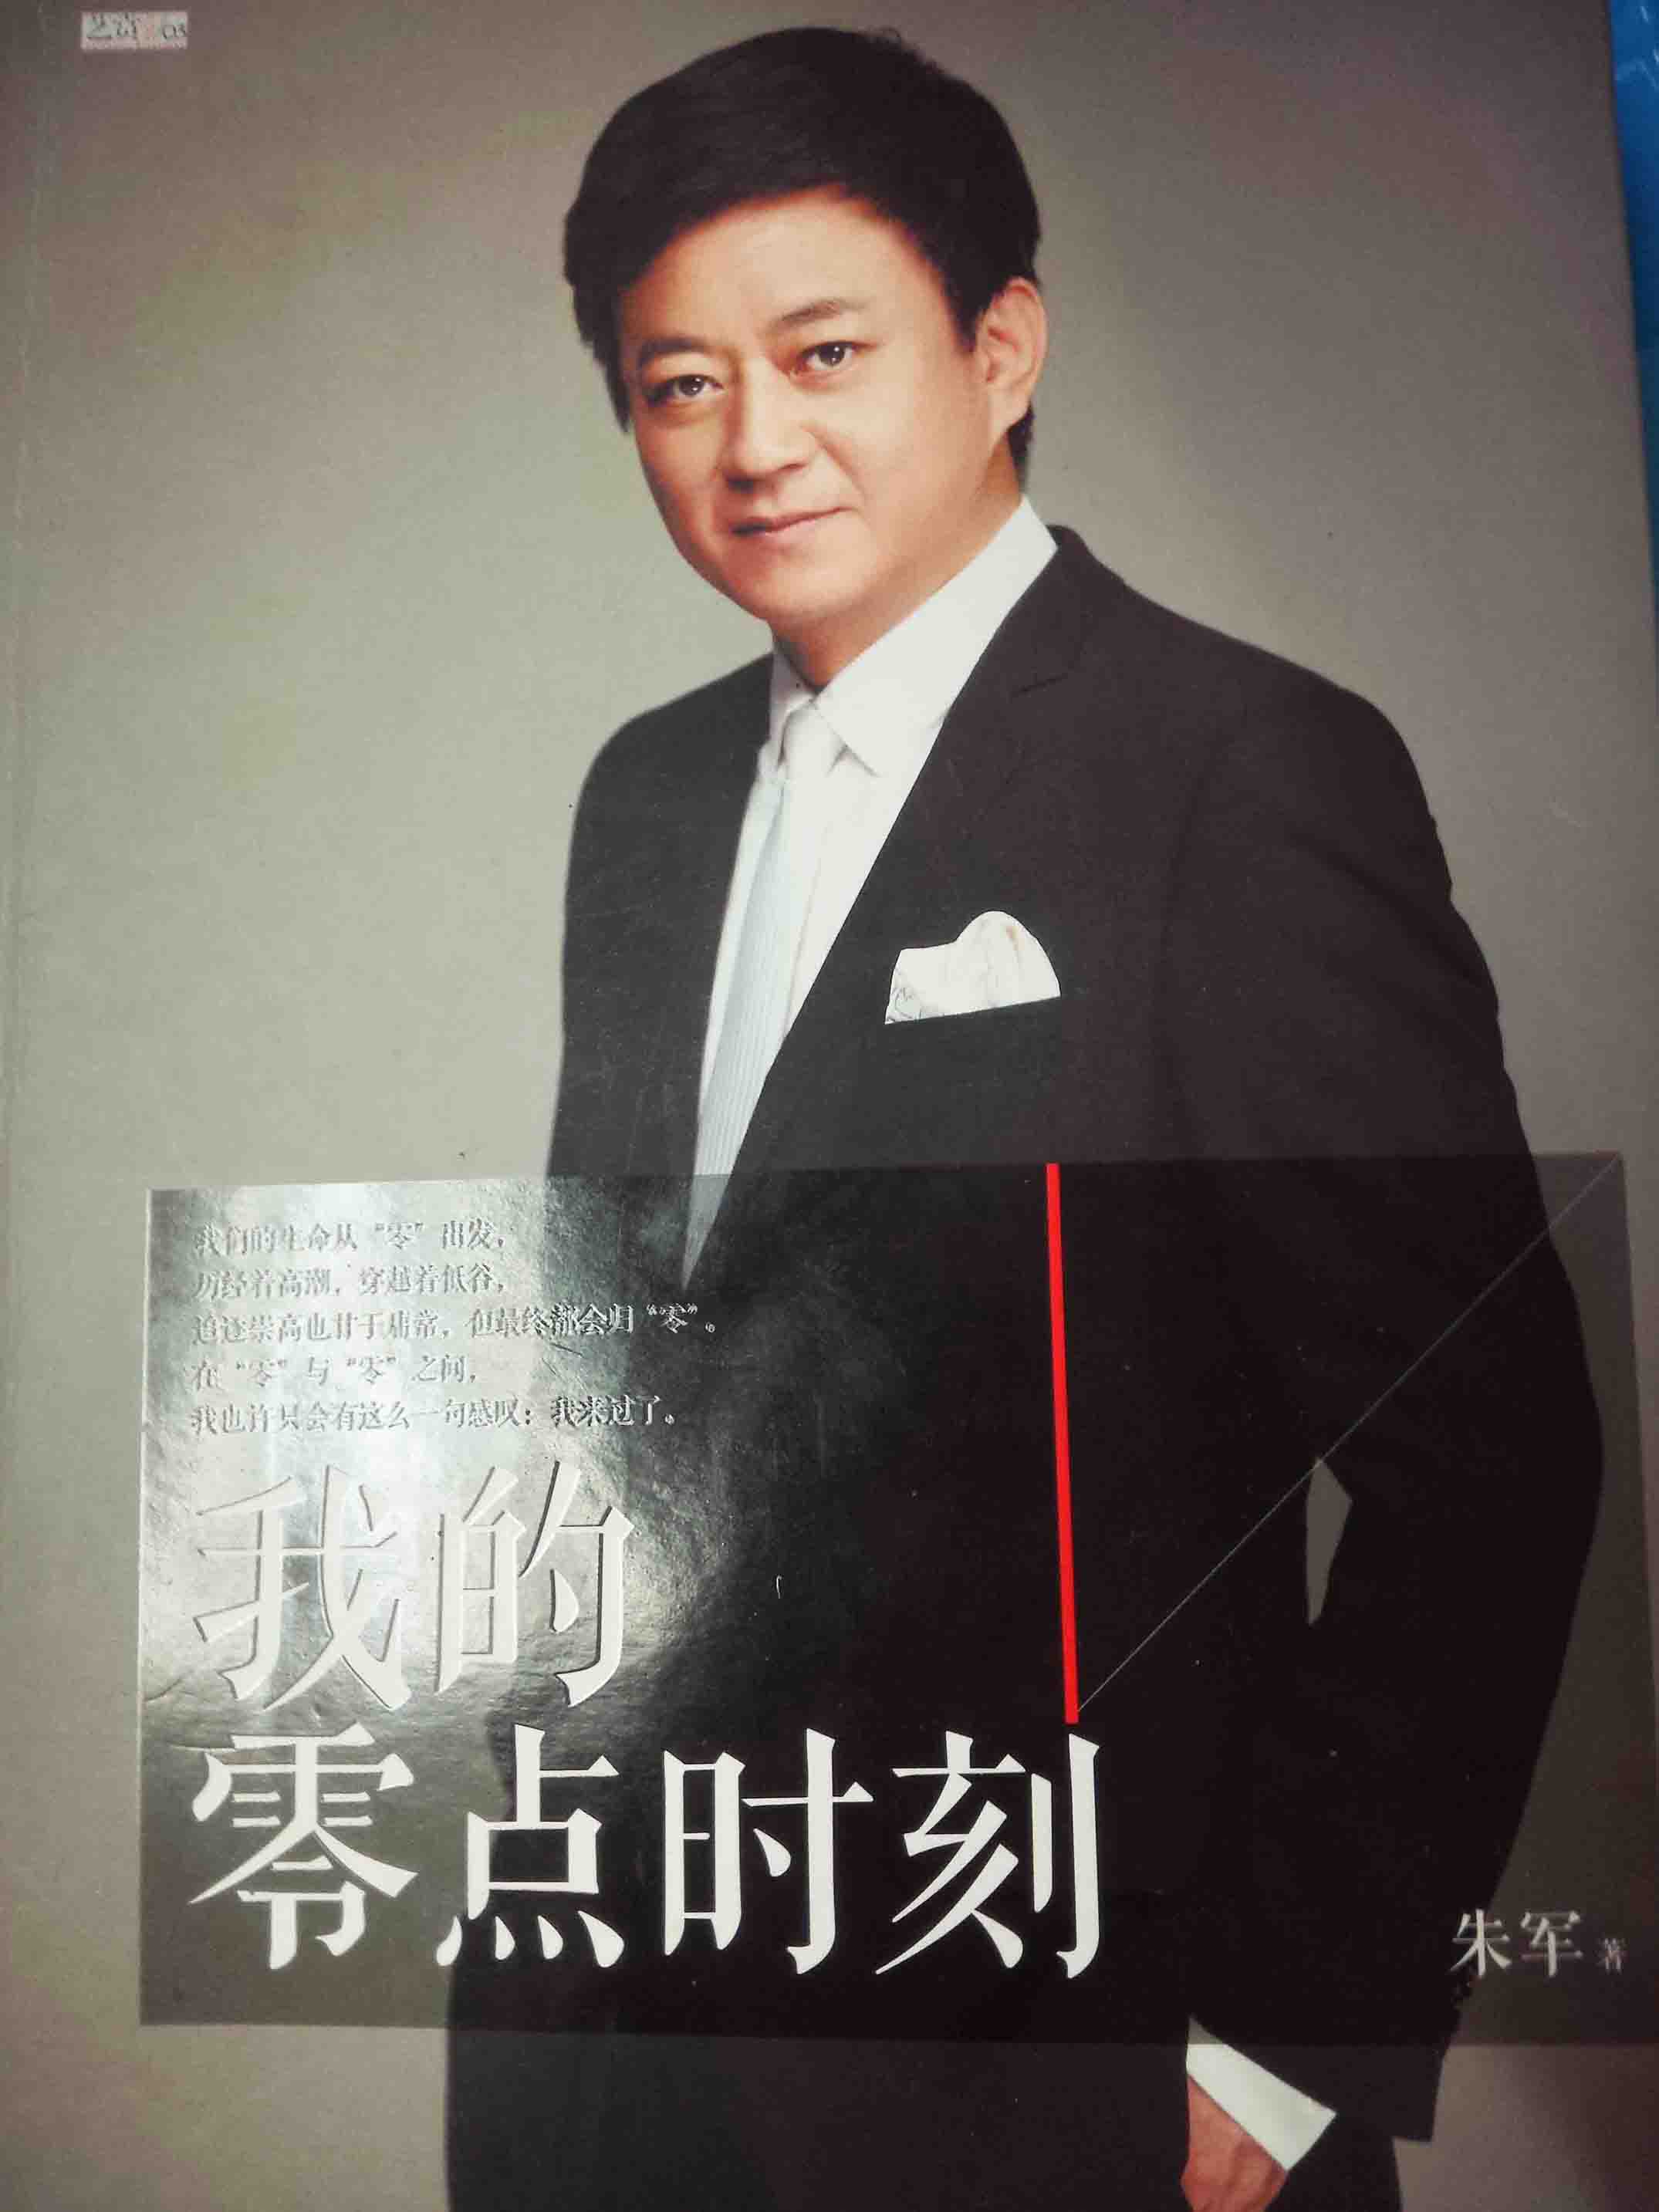 我们的生命从“零”出发，
历经着高潮，穿越着低谷，
追逐崇高也甘于庸常，但最终都会归“零”。
在“零”与“零”之间，
我也许只会有这么一句感叹：我来过了。
我的
零点时刻
朱军 著